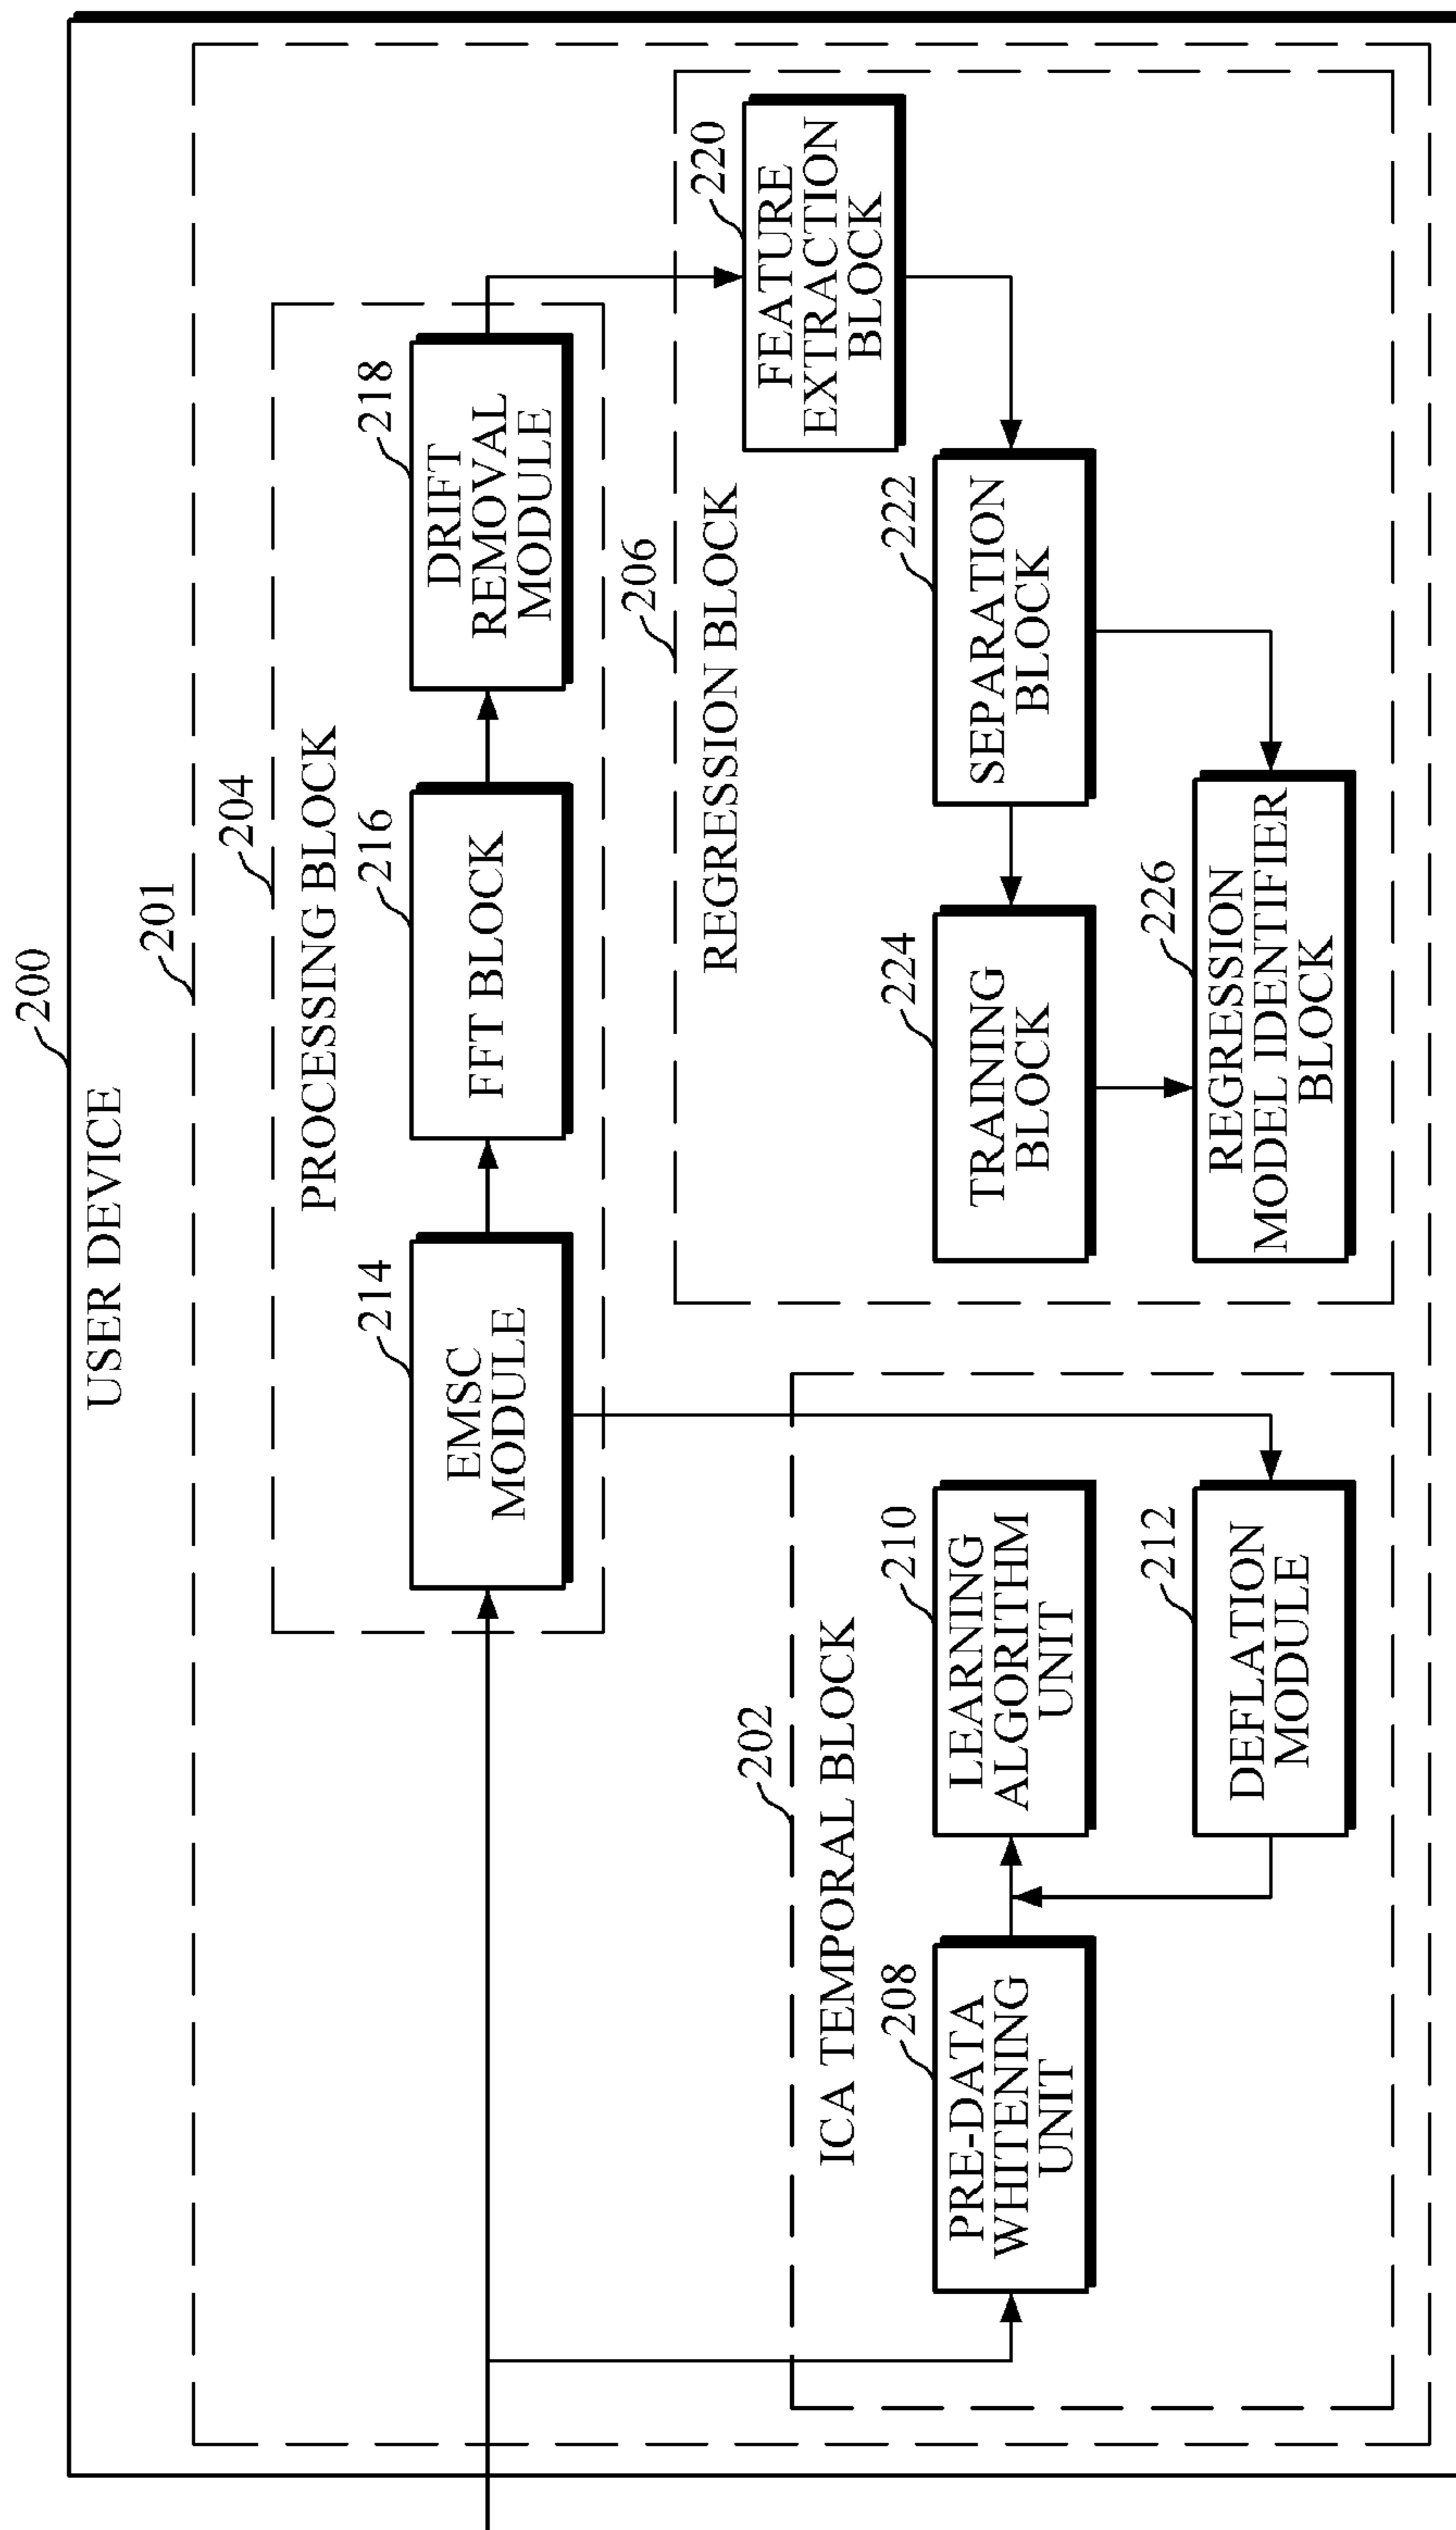 200
USER DEVICE
201
204
PROCESSING BLOCK
214
EMSC
MODULE
216
FFT BLOCK
218
DRIFT
REMOVAL
MODULE
202
ICA TEMPORAL BLOCK
208
PRE-DATA
WHITENING
UNIT
210
LEARNING
ALGORITHM
UNIT
212
DEFLATION
MODULE
206
REGRESSION BLOCK
220
FEATURE
EXTRACTION
BLOCK
222
SEPARATION
BLOCK
224
TRAINING
BLOCK
226
REGRESSION
MODEL IDENTIFIER
BLOCK